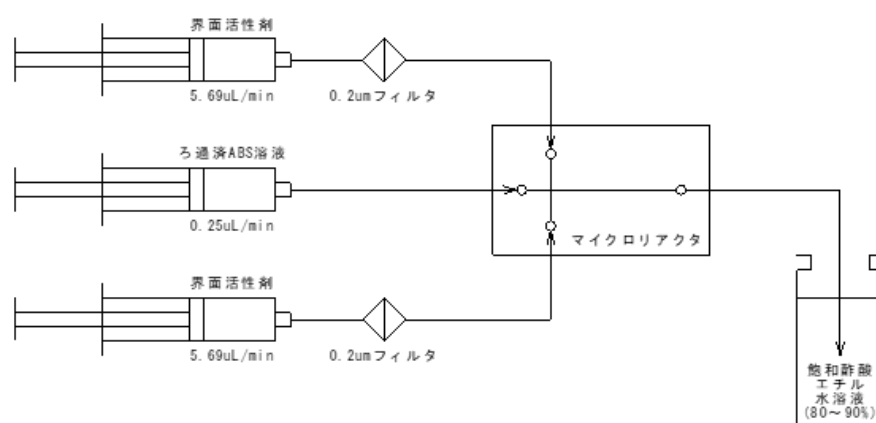 界面活性剤
5.69uL/min
0.2umフィルタ
ろ過済ABS溶液
0.25uL/min
マイクロリアクタ
界面活性剤
5.69uL/min
0.2umフィルタ
飽和酢酸
エチル
水溶液
(80～90%)